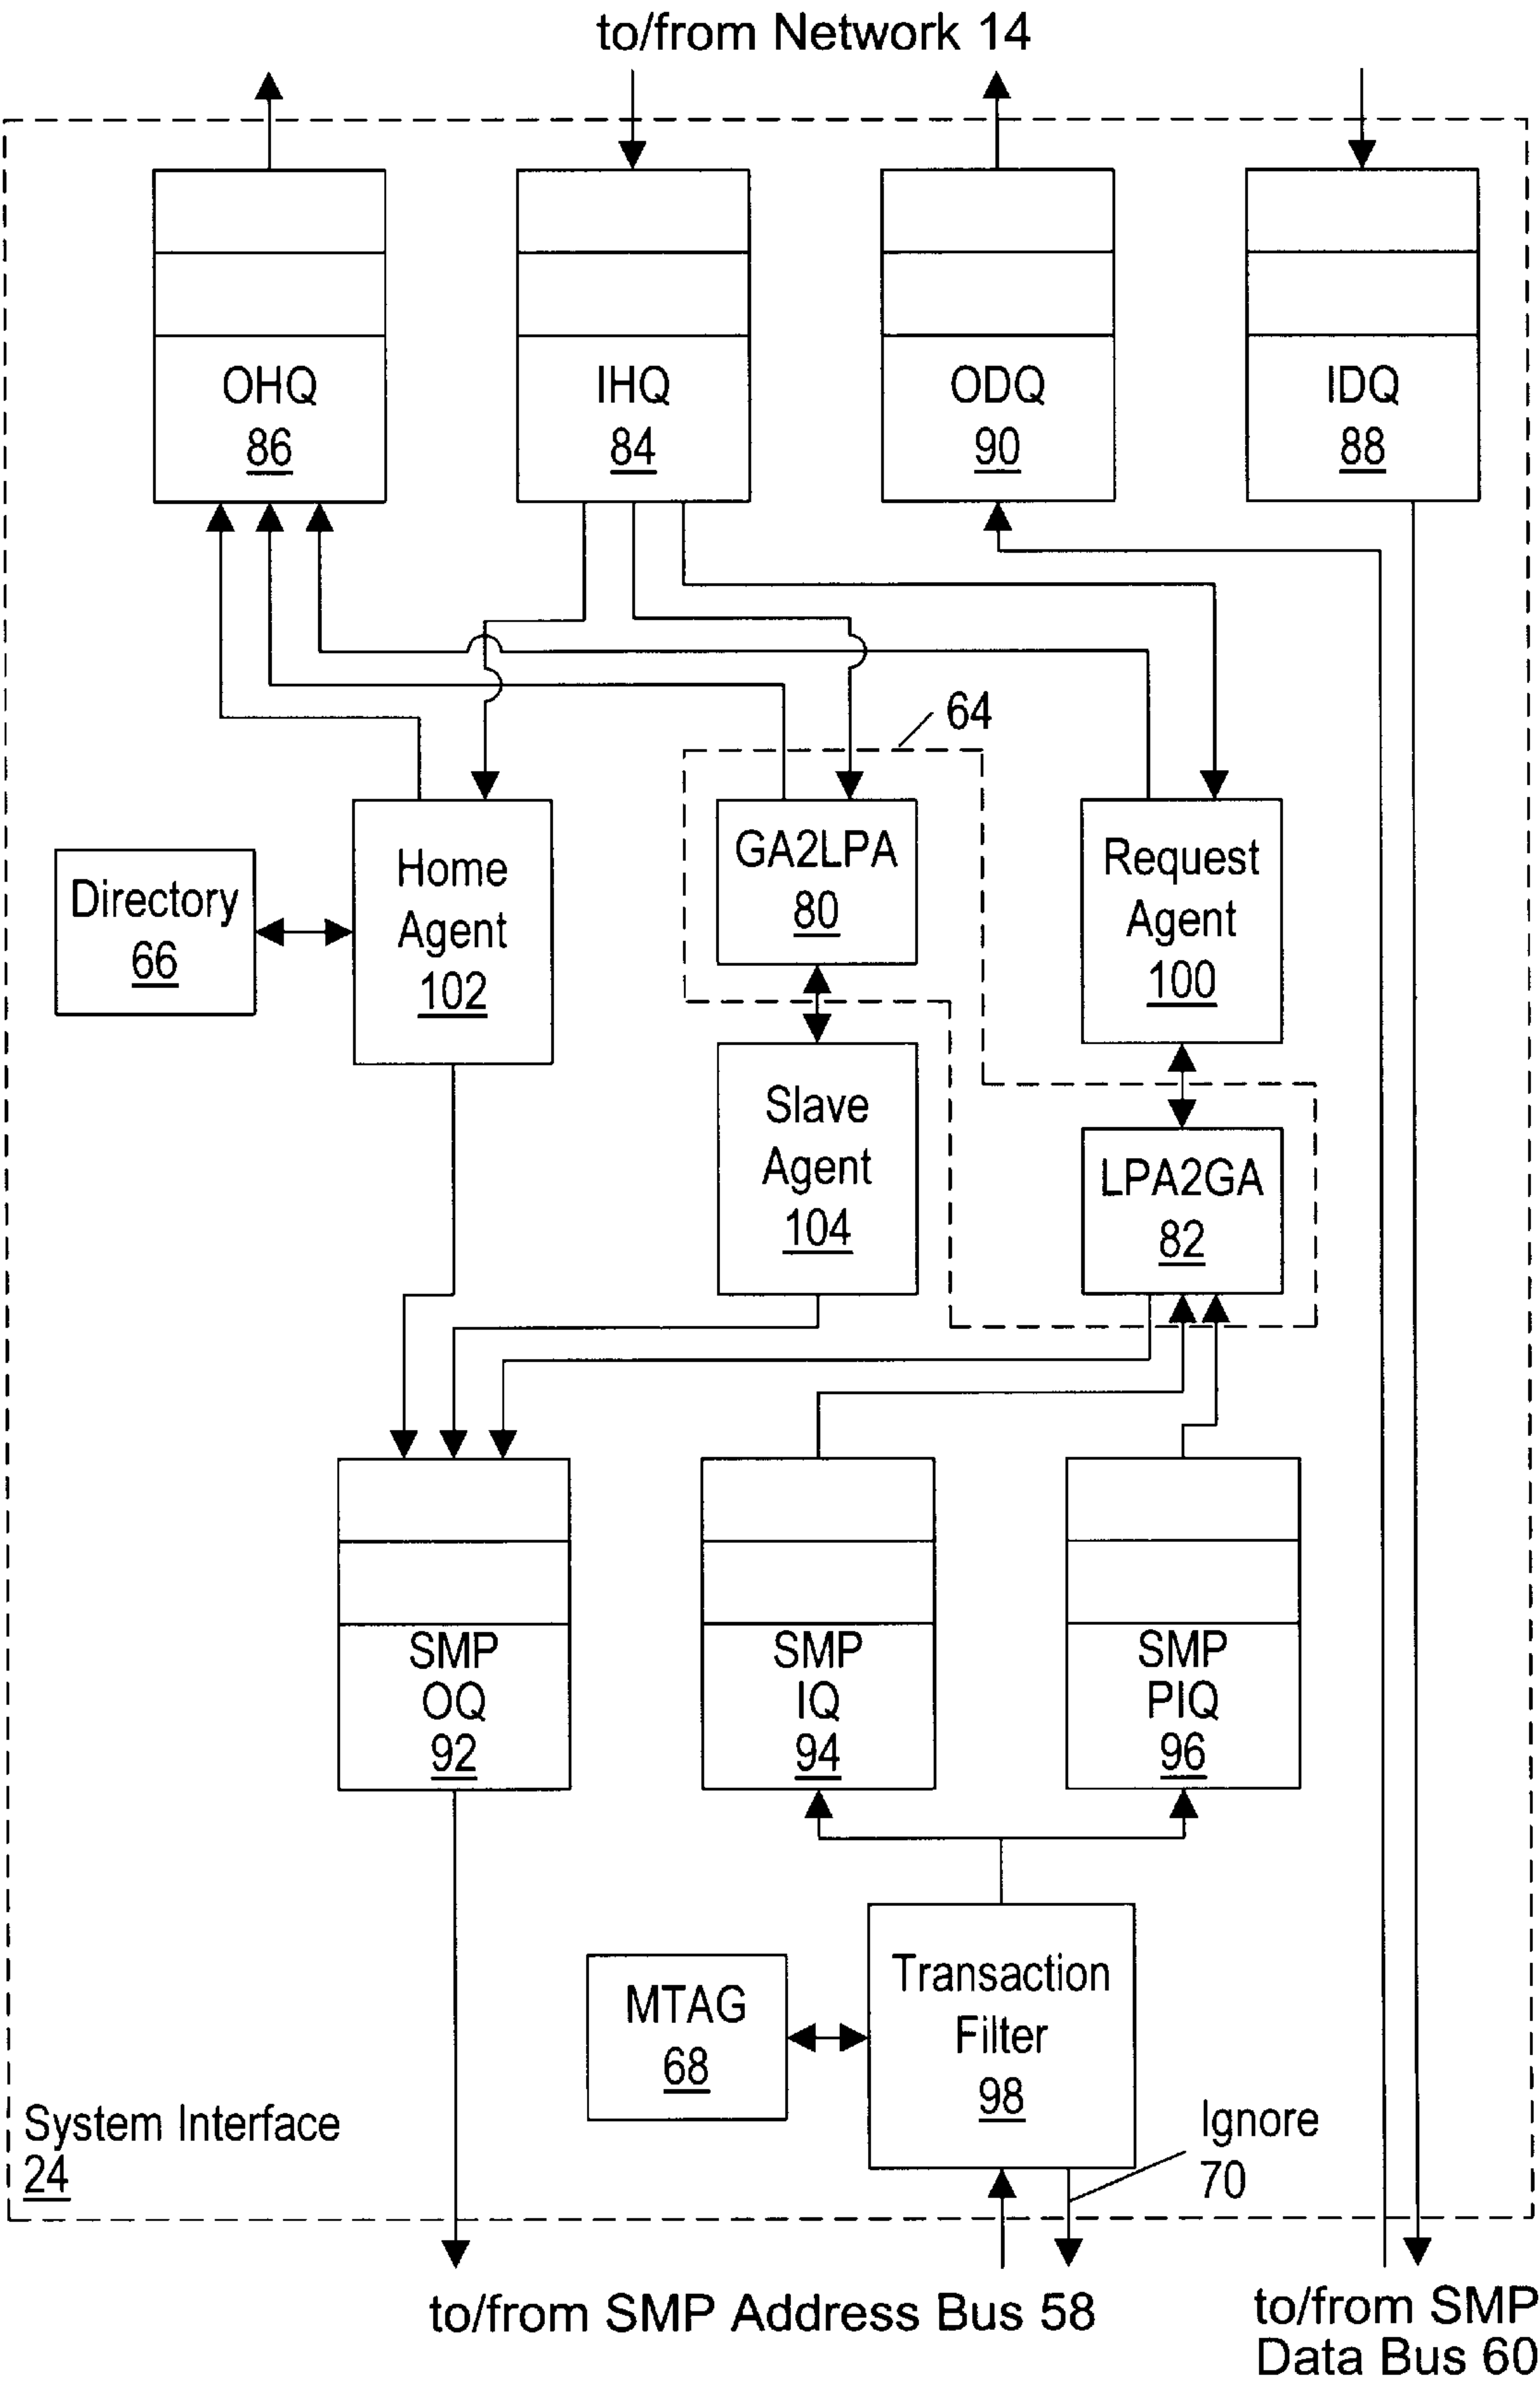 to/from Network 14
OHQ
86
IHQ
84
ODQ
90
IDQ
88
64
Directory
66
Home
Agent
102
GA2LPA
80
Request
Agent
100
Slave
Agent
104
LPA2GA
82
SMP
OQ
92
SMP
IQ
94
SMP
PIQ
96
MTAG
68
Transaction
Filter
98
System Interface
24
Ignore
70
to/from SMP Address Bus 58
to/from SMP
Data Bus 60